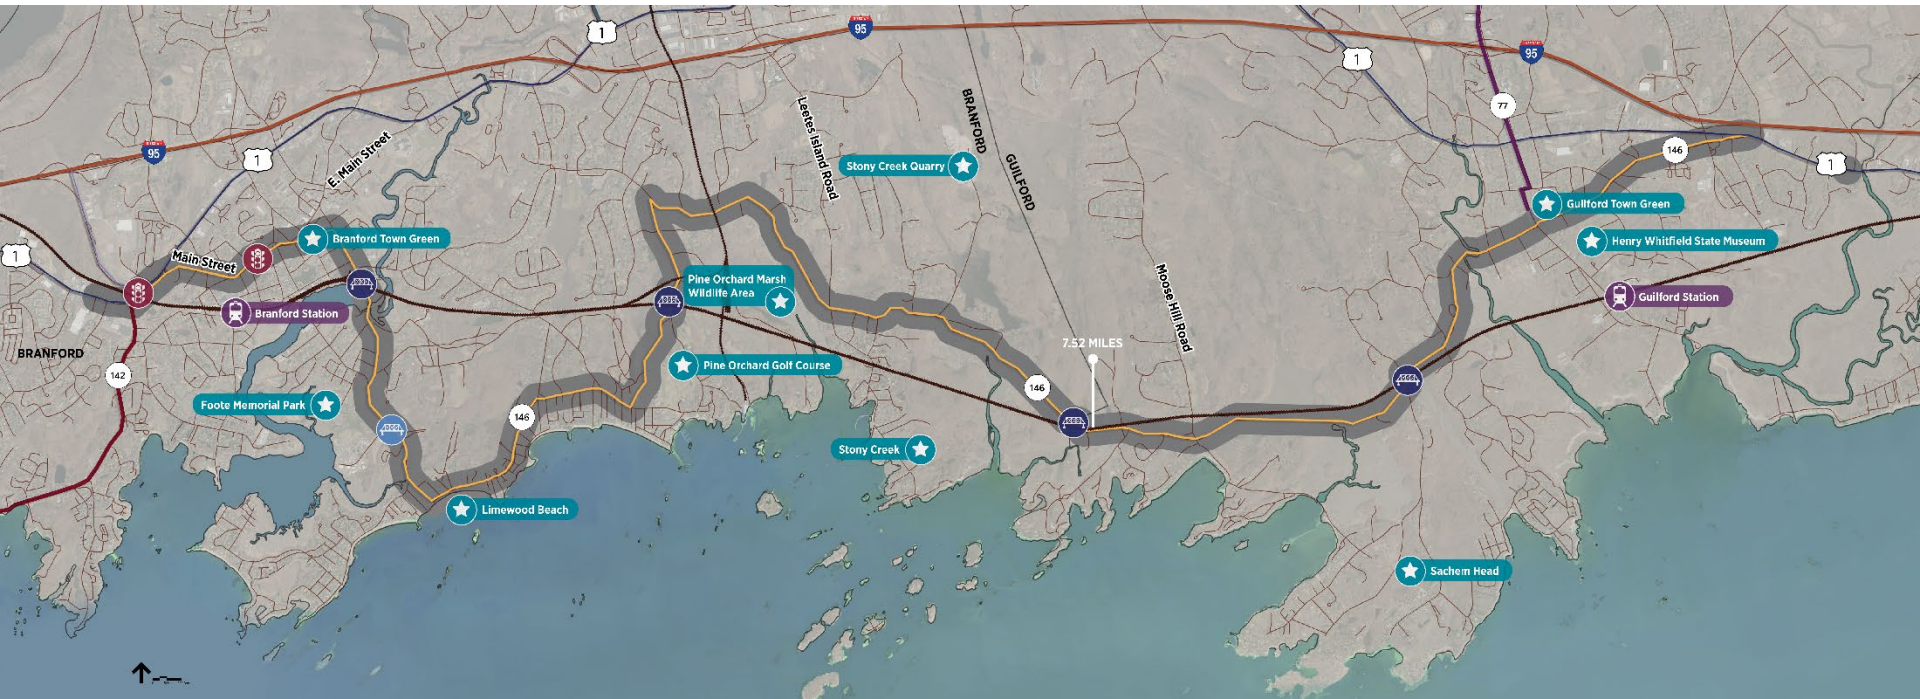 1
95
1
77
95
146
1
95
1
E. Main Street
Leetes Island Road
BRANFORD
GUILFORD
Stony Creek Quarry
Guilford Town Green
Henry Whitfield State Museum
Branford Town Green
Main Street
1
Pine Orchard Marsh
Wildlife Area
Moose Hill Road
Guilford Station
Branford Station
BRANFORD
7.52 MILES
Pine Orchard Golf Course
142
146
Foote Memorial Park
146
Stony Creek
Limewood Beach
Sachem Head